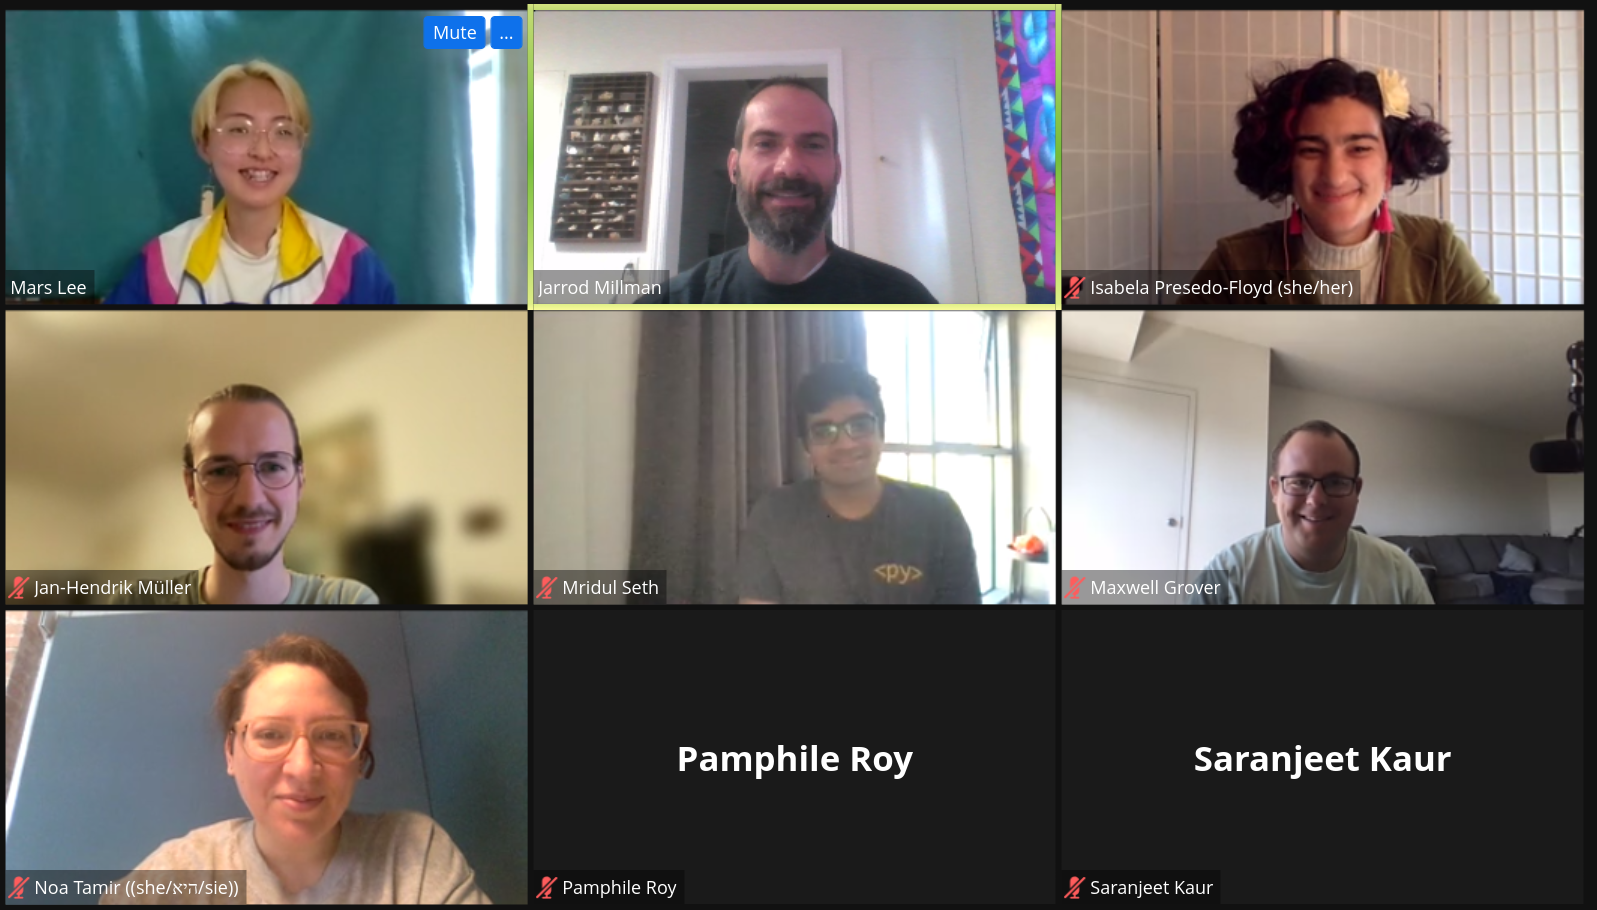 Mute
...
Mars Lee
Jarrod Millman
Isabela Presedo-Floyd (she/her)
Jan-Hendrik Müller
<py>
Mridul Seth
Maxwell Grover
Noa Tamir ((she/היא/sie))
Pamphile Roy
Pamphile Roy
Saranjeet Kaur
Saranjeet Kaur